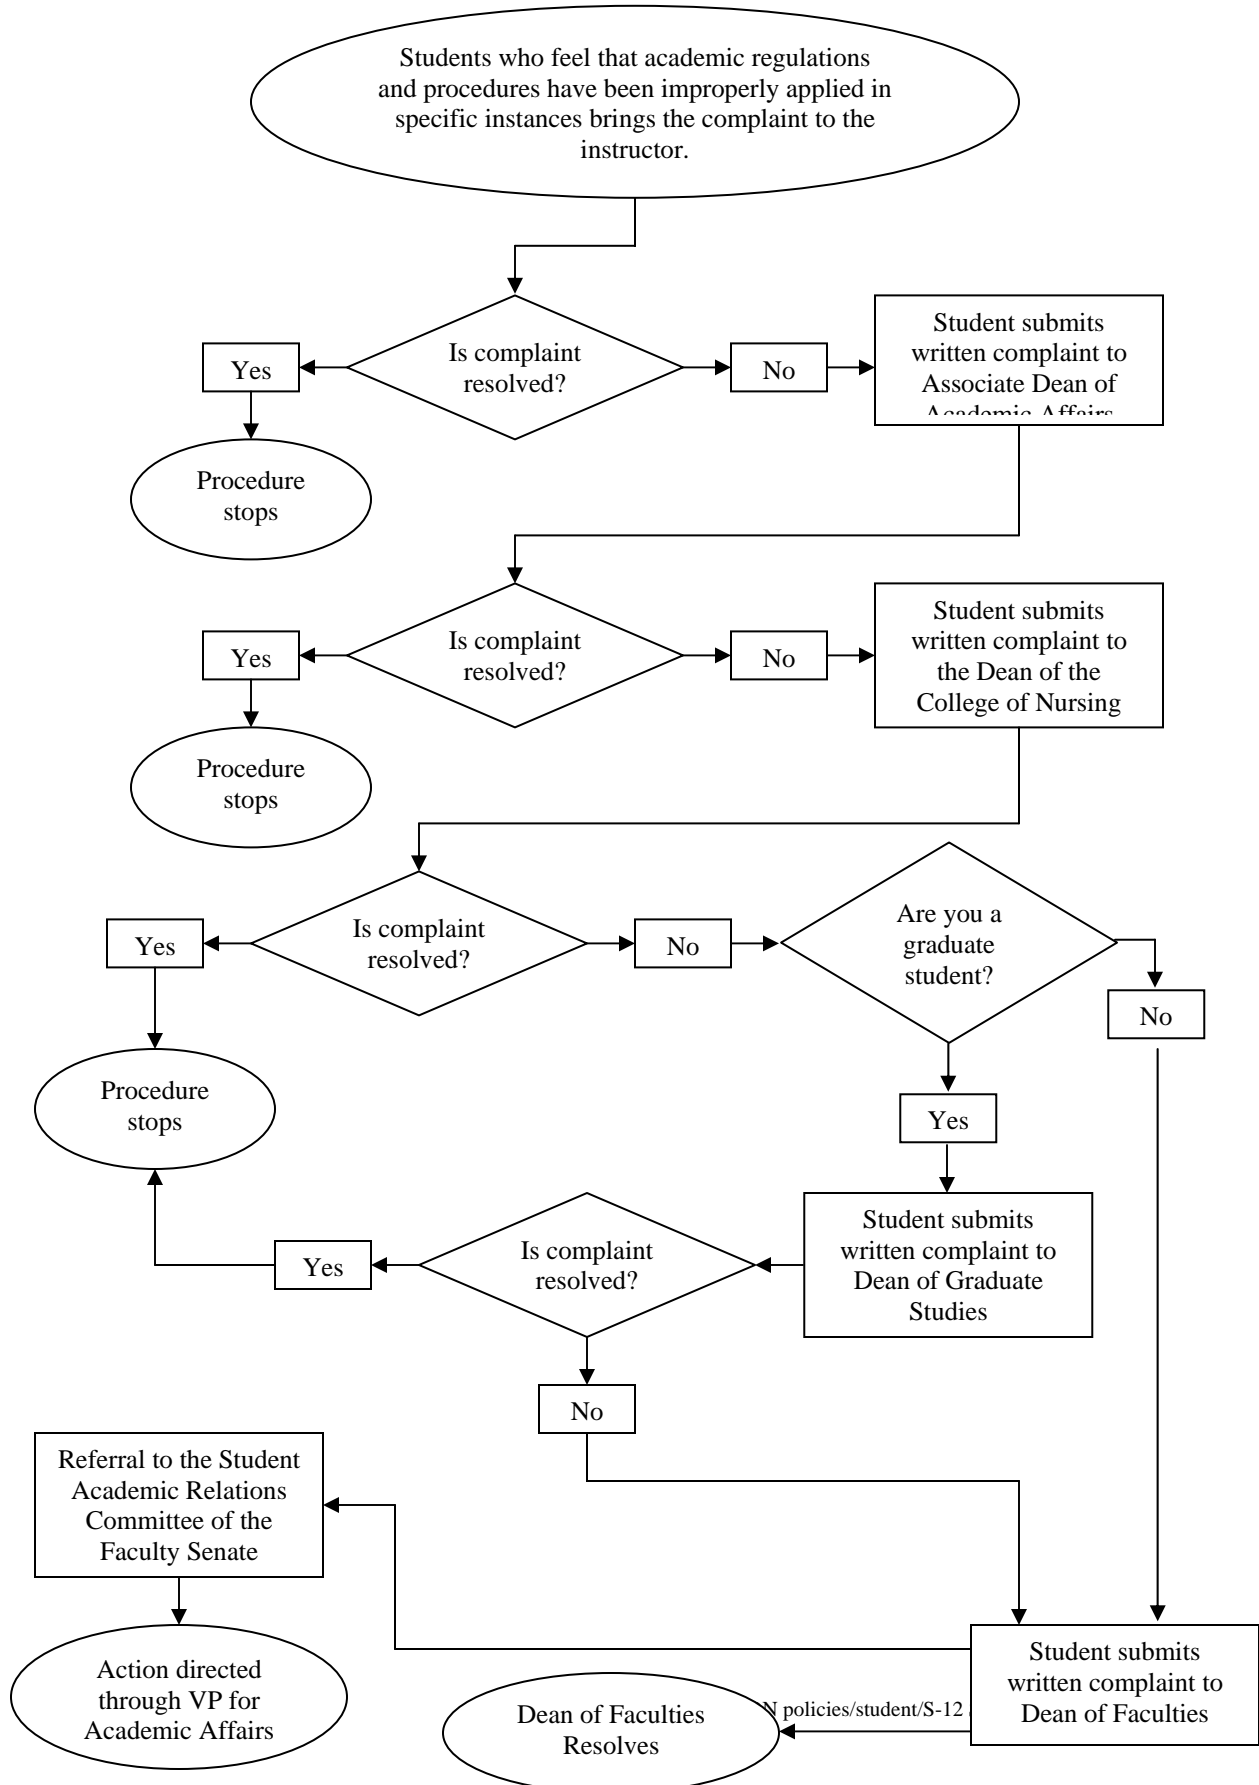 Students who feel that academic regulations
and procedures have been improperly applied in
specific instances brings the complaint to the
instructor.
Is complaint
resolved?
Yes
No
Student submits
written complaint to
Associate Dean of
Academic Affairs
Procedure
stops
Is complaint
resolved?
Yes
No
Student submits
written complaint to
the Dean of the
College of Nursing
Procedure
stops
Is complaint
resolved?
Yes
No
Are you a
graduate
student?
No
Procedure
stops
Yes
Student submits
written complaint to
Dean of Graduate
Studies
Is complaint
resolved?
Yes
No
Referral to the Student
Academic Relations
Committee of the
Faculty Senate
Action directed
through VP for
Academic Affairs
Student submits
written complaint to
Dean of Faculties
policies/student/S-12
Dean of Faculties
Resolves